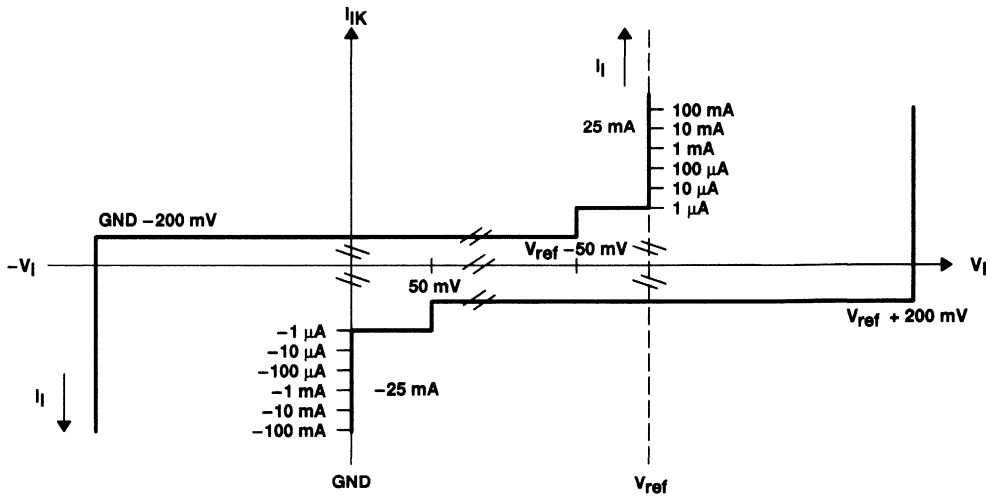 I_IK
I_I
100 mA
25 mA
10 mA
1 mA
100 μA
10 μA
1 μA
GND −200 mV
V_ref −50 mV
−V_I
V_I
50 mV
V_ref + 200 mV
−1 μA
−10 μA
−100 μA
−1 mA
−25 mA
−10 mA
−100 mA
I_I
GND
V_ref